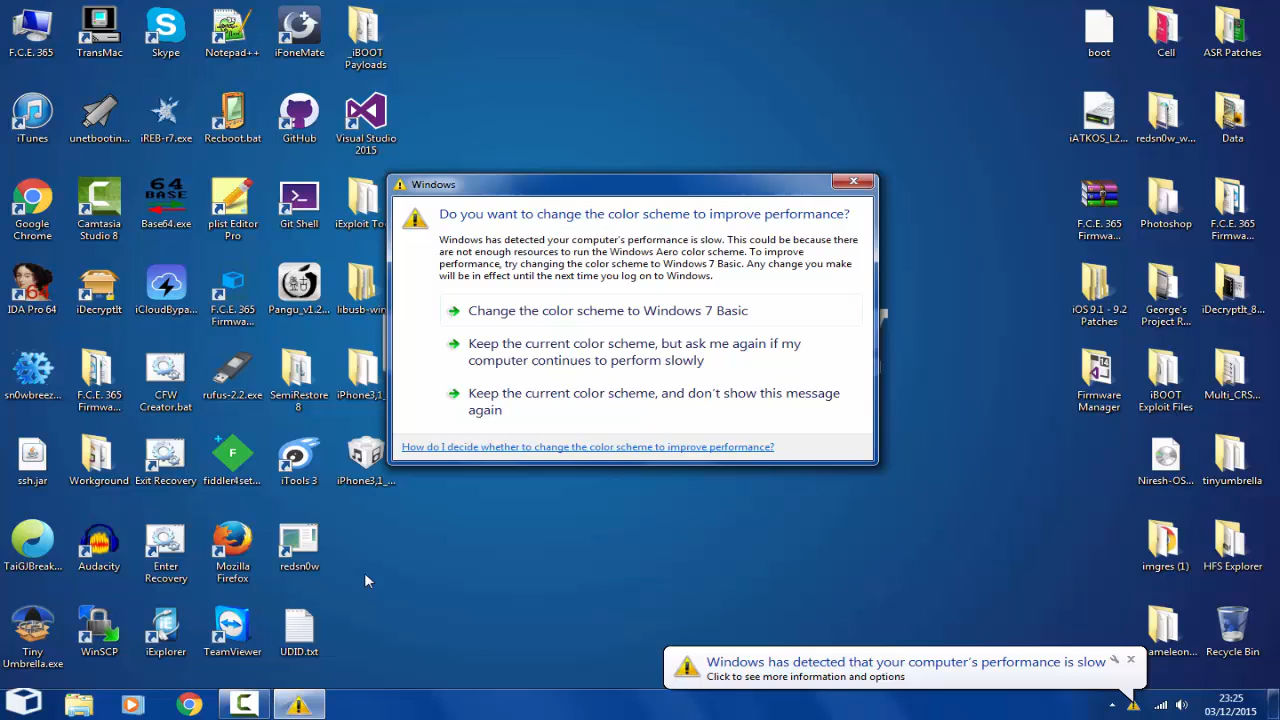 F.C.E. 365
TransMac
Skype
Notepad++
iFoneMate
_iBOOT
Payloads
boot
Cell
ASR Patches
iTunes
unetbootin...
iREB-r7.exe
Recboot.bat
GitHub
Visual Studio
2015
iATKOS_L2...
redsn0w_w...
Data
Google
Chrome
Camtasia
Studio 8
64
BASE
Base64.exe
plist Editor
Pro
Git Shell
iExploit To
F.C.E. 365
Firmwa...
Photoshop
F.C.E. 365
Firmwa...
Windows
Do you want to change the color scheme to improve performance?
Windows has detected your computer's performance is slow. This could be because there
are not enough resources to run the Windows Aero color scheme. To improve
performance, try changing the color scheme to Windows 7 Basic. Any change you make
will be in effect until the next time you log on to Windows.
Change the color scheme to Windows 7 Basic
Keep the current color scheme, but ask me again if my
computer continues to perform slowly
Keep the current color scheme, and don't show this message
again
How do I decide whether to change the color scheme to improve performance?
IDA Pro 64
iDecryptIt
iCloudBypa...
F.C.E. 365
Firmwa...
Pangu_v1.2...
libusb-win
iOS 9.1 - 9.2
Patches
George's
Project R...
iDecryptIt_8...
sn0wbreez...
F.C.E. 365
Firmwa...
CFW
Creator.bat
rufus-2.2.exe
SemiRestore
8
iPhone3,1_
14
Firmware
Manager
iBOOT
Exploit Files
Multi_CRS...
ssh.jar
Workground
Exit Recovery
F
fiddler4set...
iTools 3
iPhone3,1_...
Niresh-OS...
tinyumbrella
TaiGJBreak...
Audacity
Enter
Recovery
Mozilla
Firefox
redsn0w
imgres (1)
HFS Explorer
Tiny
Umbrella.exe
WinSCP
iExplorer
TeamViewer
UDID.txt
ameleon...
Recycle Bin
Windows has detected that your computer's performance is slow
Click to see more information and options
23:25
03/12/2015